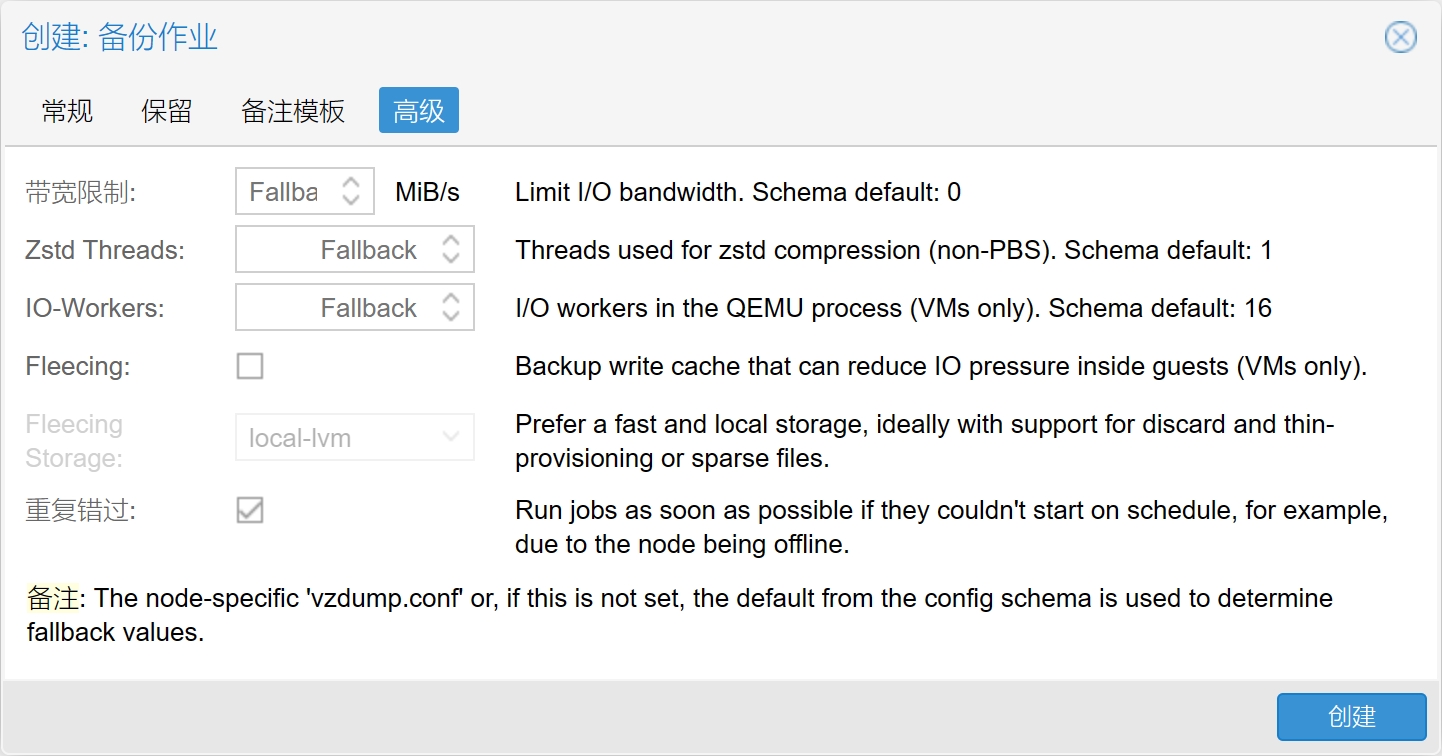 创建: 备份作业
常规 保留 备注模板 高级
带宽限制: Fallba MiB/s Limit I/O bandwidth. Schema default: 0
Zstd Threads: Fallback Threads used for zstd compression (non-PBS). Schema default: 1
IO-Workers: Fallback I/O workers in the QEMU process (VMs only). Schema default: 16
Fleecing: Backup write cache that can reduce IO pressure inside guests (VMs only).
Fleecing
Storage:
local-lvm
Prefer a fast and local storage, ideally with support for discard and thin-
provisioning or sparse files.
重复错过: Run jobs as soon as possible if they couldn't start on schedule, for example,
due to the node being offline.
备注: The node-specific 'vzdump.conf' or, if this is not set, the default from the config schema is used to determine
fallback values.
创建